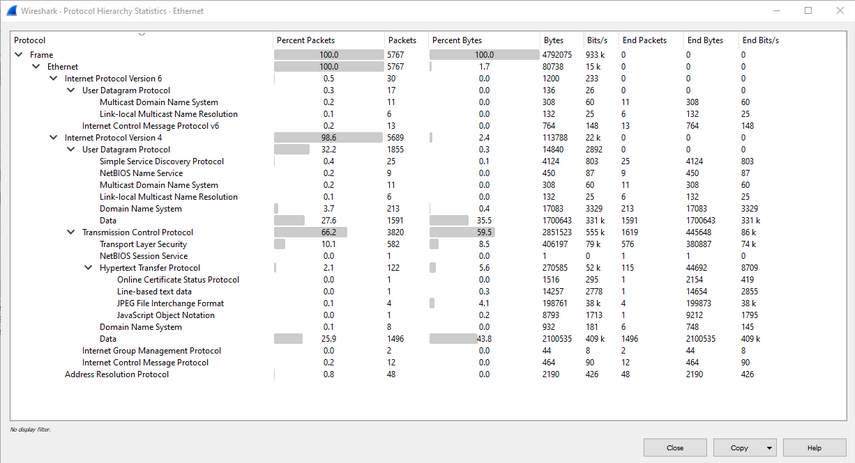 Wireshark · Protocol Hierarchy Statistics · Ethernet
Protocol Percent Packets Packets Percent Bytes Bytes Bits/s End Packets End Bytes End Bits/s
Frame 100.0 5767 100.0 4792075 933 k 0 0 0
Ethernet 100.0 5767 1.7 80738 15 k 0 0 0
Internet Protocol Version 6 0.5 30 0.0 1200 233 0 0 0
User Datagram Protocol 0.3 17 0.0 136 26 0 0 0
Multicast Domain Name System 0.2 11 0.0 308 60 11 308 60
Link-local Multicast Name Resolution 0.1 6 0.0 132 25 6 132 25
Internet Control Message Protocol v6 0.2 13 0.0 764 148 13 764 148
Internet Protocol Version 4 98.6 5689 2.4 113788 22 k 0 0 0
User Datagram Protocol 32.2 1855 0.3 14840 2892 0 0 0
Simple Service Discovery Protocol 0.4 25 0.1 4124 803 25 4124 803
NetBIOS Name Service 0.2 9 0.0 450 87 9 450 87
Multicast Domain Name System 0.2 11 0.0 308 60 11 308 60
Link-local Multicast Name Resolution 0.1 6 0.0 132 25 6 132 25
Domain Name System 3.7 213 0.4 17083 3329 213 17083 3329
Data 27.6 1591 35.5 1700643 331 k 1591 1700643 331 k
Transmission Control Protocol 66.2 3820 59.5 2851523 555 k 1619 445648 86 k
Transport Layer Security 10.1 582 8.5 406197 79 k 576 380887 74 k
NetBIOS Session Service 0.0 1 0.0 1 0 1 1 0
Hypertext Transfer Protocol 2.1 122 5.6 270585 52 k 115 44692 8709
Online Certificate Status Protocol 0.0 1 0.0 1516 295 1 2154 419
Line-based text data 0.0 1 0.3 14257 2778 1 14654 2855
JPEG File Interchange Format 0.1 4 4.1 198761 38 k 4 199873 38 k
JavaScript Object Notation 0.0 1 0.2 8793 1713 1 9212 1795
Domain Name System 0.1 8 0.0 932 181 6 748 145
Data 25.9 1496 43.8 2100535 409 k 1496 2100535 409 k
Internet Group Management Protocol 0.0 2 0.0 44 8 2 44 8
Internet Control Message Protocol 0.2 12 0.0 464 90 12 464 90
Address Resolution Protocol 0.8 48 0.0 2190 426 48 2190 426
No display filter.
Close Copy Help